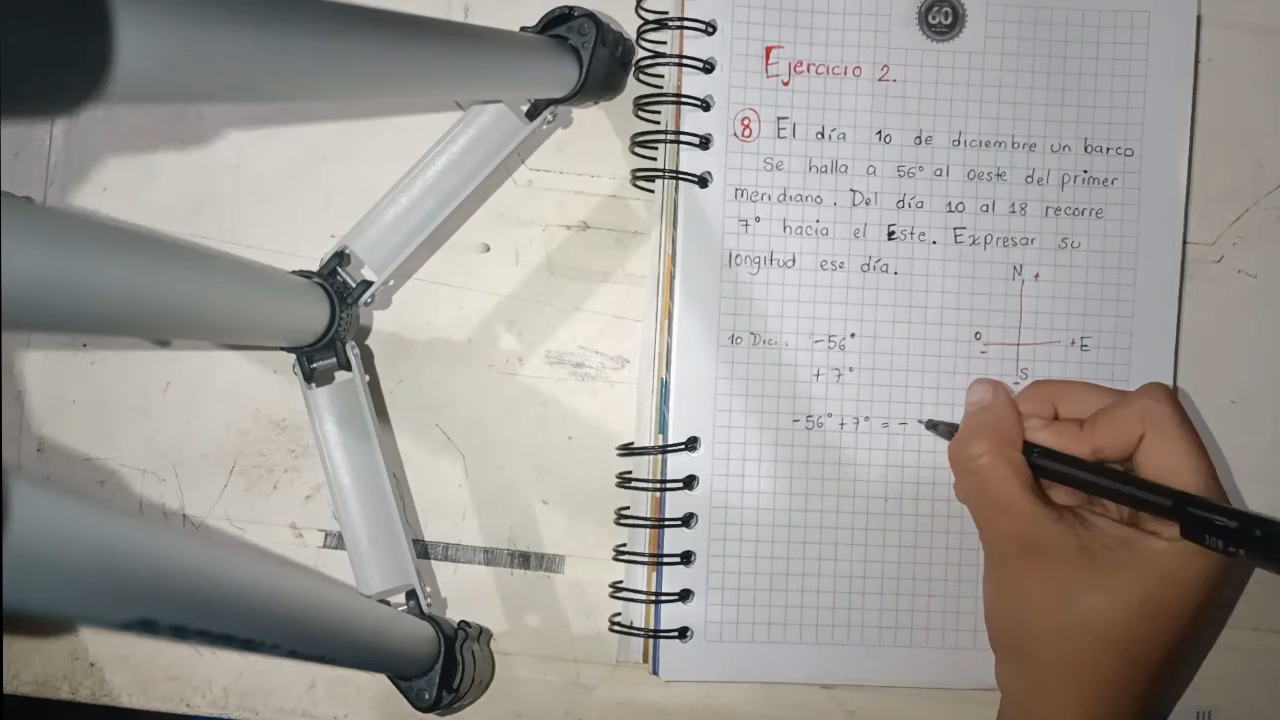 60
Ejercicio 2.
8 El día 10 de diciembre un barco
se halla a 56° al oeste del primer
meridiano. Del día 10 al 18 recorre
7° hacia el Este. Expresar su
longitud ese día.
N +
10 Dici. -56°
O - + E
+ 7°
S
-56° + 7° = -